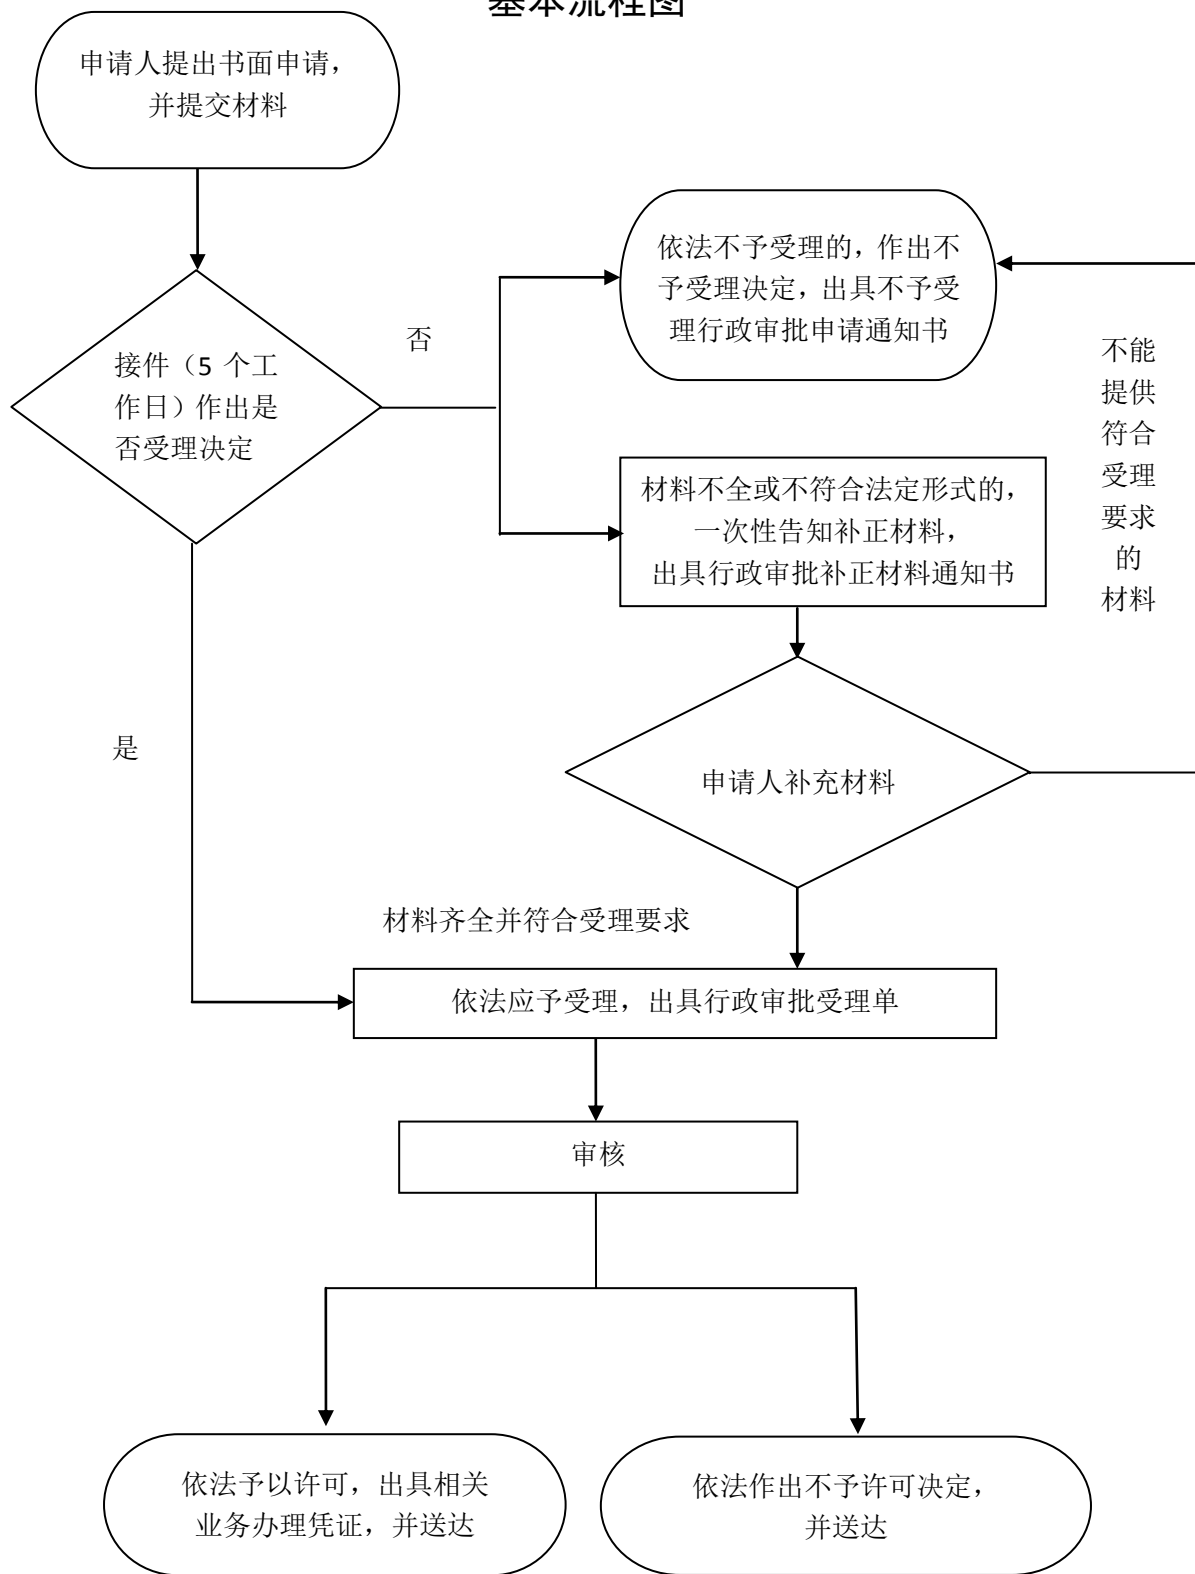 基本流程图
申请人提出书面申请，
并提交材料
依法不予受理的，作出不
予受理决定，出具不予受
理行政审批申请通知书
否
接件（5 个工
作日）作出是
否受理决定
不能
提供
符合
受理
要求
的
材料
材料不全或不符合法定形式的，
一次性告知补正材料，
出具行政审批补正材料通知书
是
申请人补充材料
材料齐全并符合受理要求
依法应予受理，出具行政审批受理单
审核
依法予以许可，出具相关
业务办理凭证，并送达
依法作出不予许可决定，
并送达